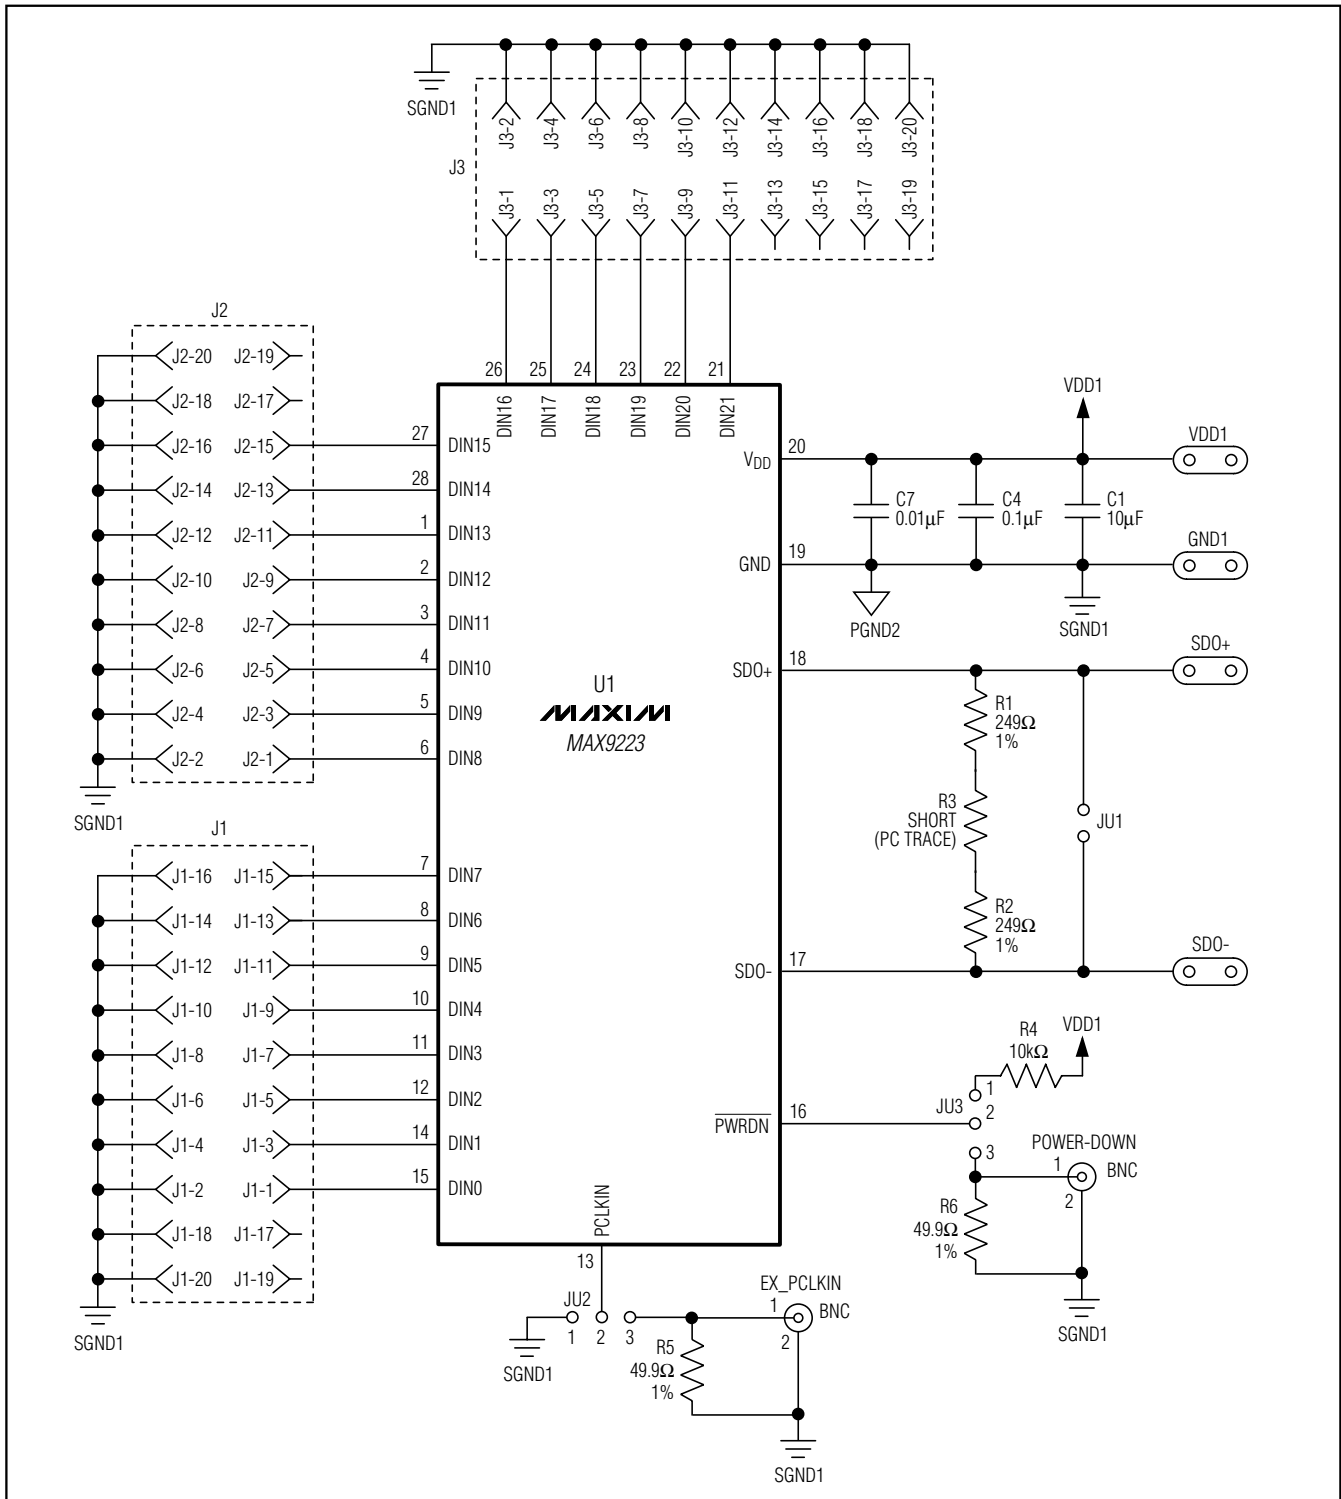 SGND1
J3-2
J3-4
J3-6
J3-8
J3-10
J3-12
J3-14
J3-16
J3-18
J3-20
J3
J3-1
J3-3
J3-5
J3-7
J3-9
J3-11
J3-13
J3-15
J3-17
J3-19
26 25 24 23 22 21
DIN16
DIN17
DIN18
DIN19
DIN20
DIN21
J2
J2-20 J2-19
J2-18 J2-17
J2-16 J2-15 27 DIN15
J2-14 J2-13 28 DIN14
J2-12 J2-11 1 DIN13
J2-10 J2-9 2 DIN12
J2-8 J2-7 3 DIN11
J2-6 J2-5 4 DIN10
J2-4 J2-3 5 DIN9
J2-2 J2-1 6 DIN8
SGND1
J1
J1-16 J1-15 7 DIN7
J1-14 J1-13 8 DIN6
J1-12 J1-11 9 DIN5
J1-10 J1-9 10 DIN4
J1-8 J1-7 11 DIN3
J1-6 J1-5 12 DIN2
J1-4 J1-3 14 DIN1
J1-2 J1-1 15 DIN0
J1-18 J1-17
J1-20 J1-19
SGND1
U1
MAXIM
MAX9223
VDD1
VDD 20
VDD1
C7
0.01µF
C4
0.1µF
C1
10µF
GND 19
GND1
PGND2
SGND1
SDO+ 18
SDO+
R1
249Ω
1%
R3
SHORT
(PC TRACE)
JU1
R2
249Ω
1%
SDO- 17
SDO-
R4
10kΩ
VDD1
PWRDN 16
JU3
1
2
3
POWER-DOWN
1
BNC
2
R6
49.9Ω
1%
SGND1
PCLKIN
13
JU2
1 2 3
SGND1
EX_PCLKIN
1
BNC
2
R5
49.9Ω
1%
SGND1